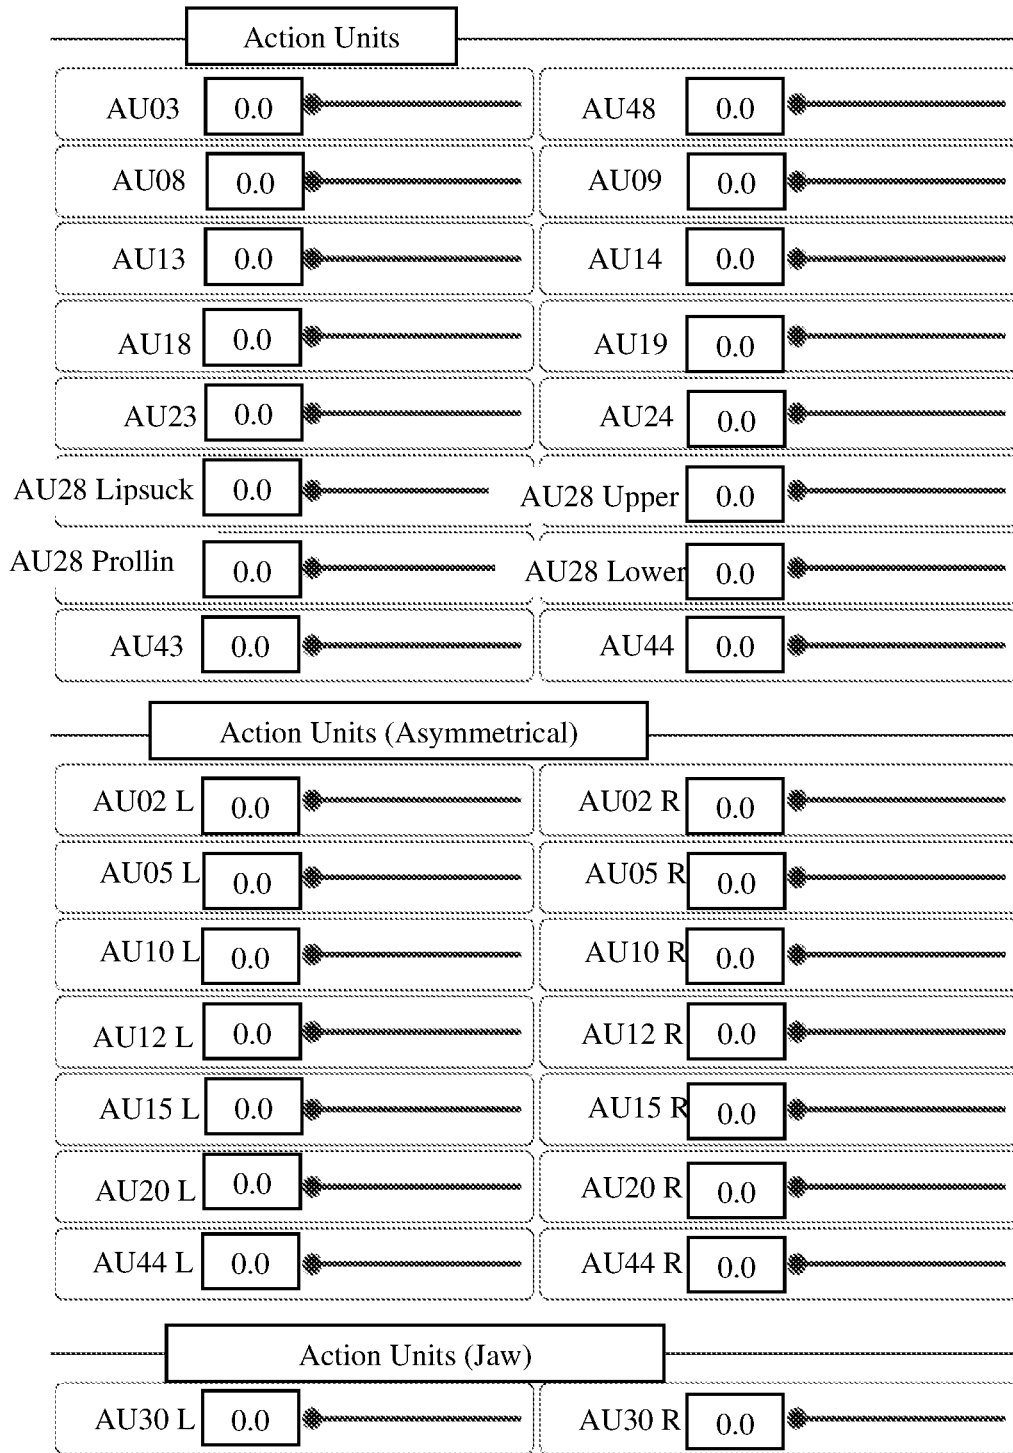 Action Units
AU03 0.0 AU48 0.0
AU08 0.0 AU09 0.0
AU13 0.0 AU14 0.0
AU18 0.0 AU19 0.0
AU23 0.0 AU24 0.0
AU28 Lipsuck 0.0 AU28 Upper 0.0
AU28 Prollin 0.0 AU28 Lower 0.0
AU43 0.0 AU44 0.0
Action Units (Asymmetrical)
AU02 L 0.0 AU02 R 0.0
AU05 L 0.0 AU05 R 0.0
AU10 L 0.0 AU10 R 0.0
AU12 L 0.0 AU12 R 0.0
AU15 L 0.0 AU15 R 0.0
AU20 L 0.0 AU20 R 0.0
AU44 L 0.0 AU44 R 0.0
Action Units (Jaw)
AU30 L 0.0 AU30 R 0.0